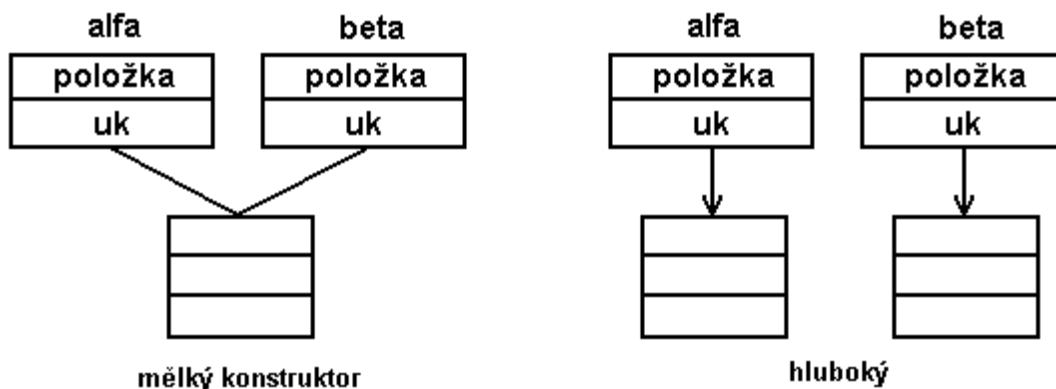 alfa beta
položka položka
uk uk
mělký konstruktor
alfa beta
položka položka
uk uk
hluboký